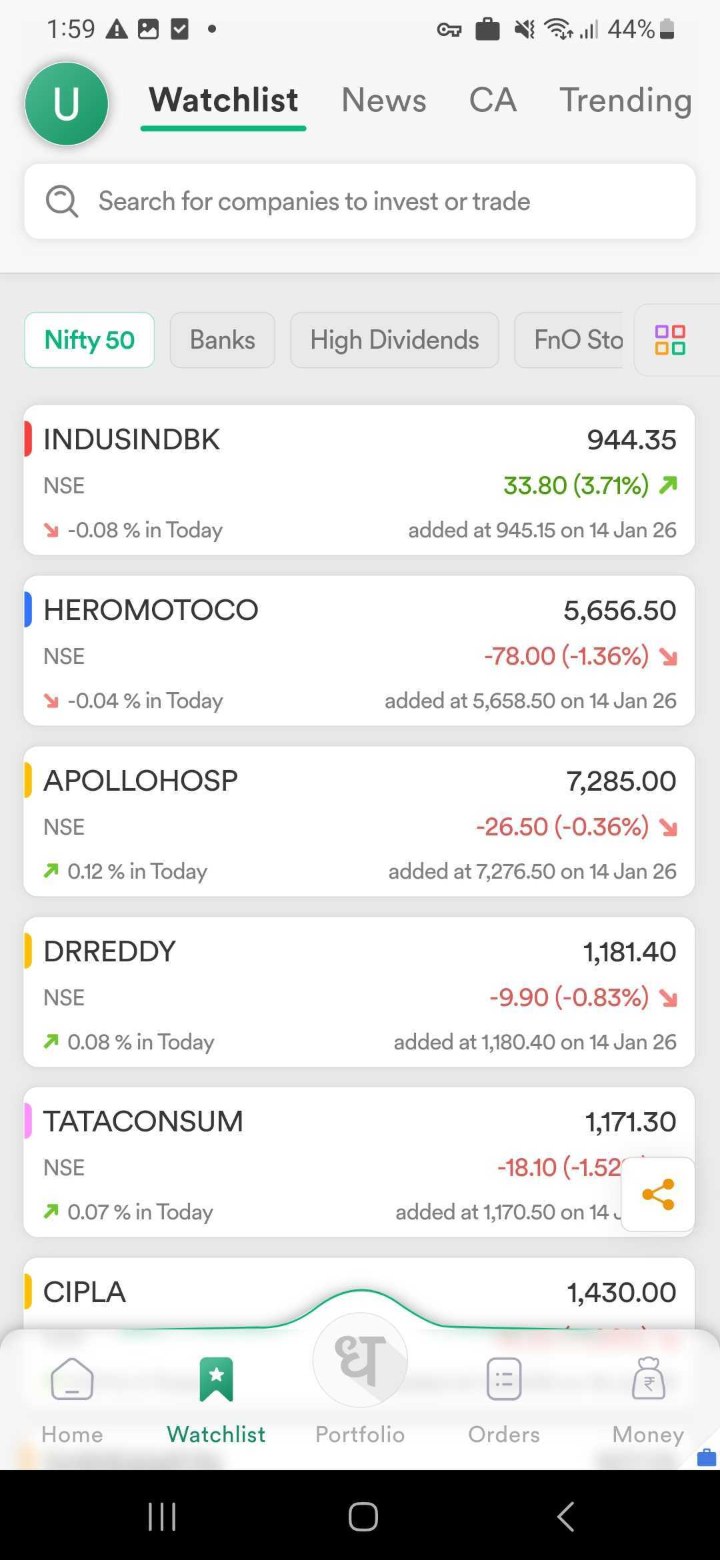 1:59
44%
U
Watchlist News CA Trending
Search for companies to invest or trade
Nifty 50 Banks High Dividends FnO Sto
INDUSINDBK 944.35
NSE 33.80 (3.71%)
-0.08 % in Today added at 945.15 on 14 Jan 26
HEROMOTOCO 5,656.50
NSE -78.00 (-1.36%)
-0.04 % in Today added at 5,658.50 on 14 Jan 26
APOLLOHOSP 7,285.00
NSE -26.50 (-0.36%)
0.12 % in Today added at 7,276.50 on 14 Jan 26
DRREDDY 1,181.40
NSE -9.90 (-0.83%)
0.08 % in Today added at 1,180.40 on 14 Jan 26
TATACONSUM 1,171.30
NSE -18.10 (-1.52
0.07 % in Today added at 1,170.50 on 14
CIPLA 1,430.00
ध
₹
Home Watchlist Portfolio Orders Money